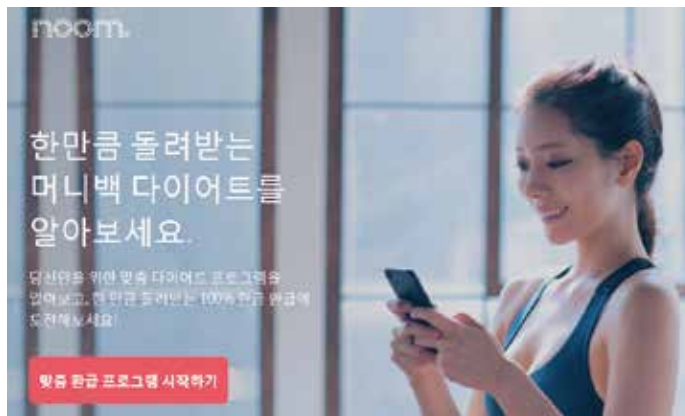 noom.
한만큼 돌려받는
머니백 다이어트를
알아보세요.
당신만을 위한 맞춤 다이어트 프로그램을
알아보고, 한 만큼 돌려받는 100% 현금 환급에
도전해보세요!
맞춤 환급 프로그램 시작하기